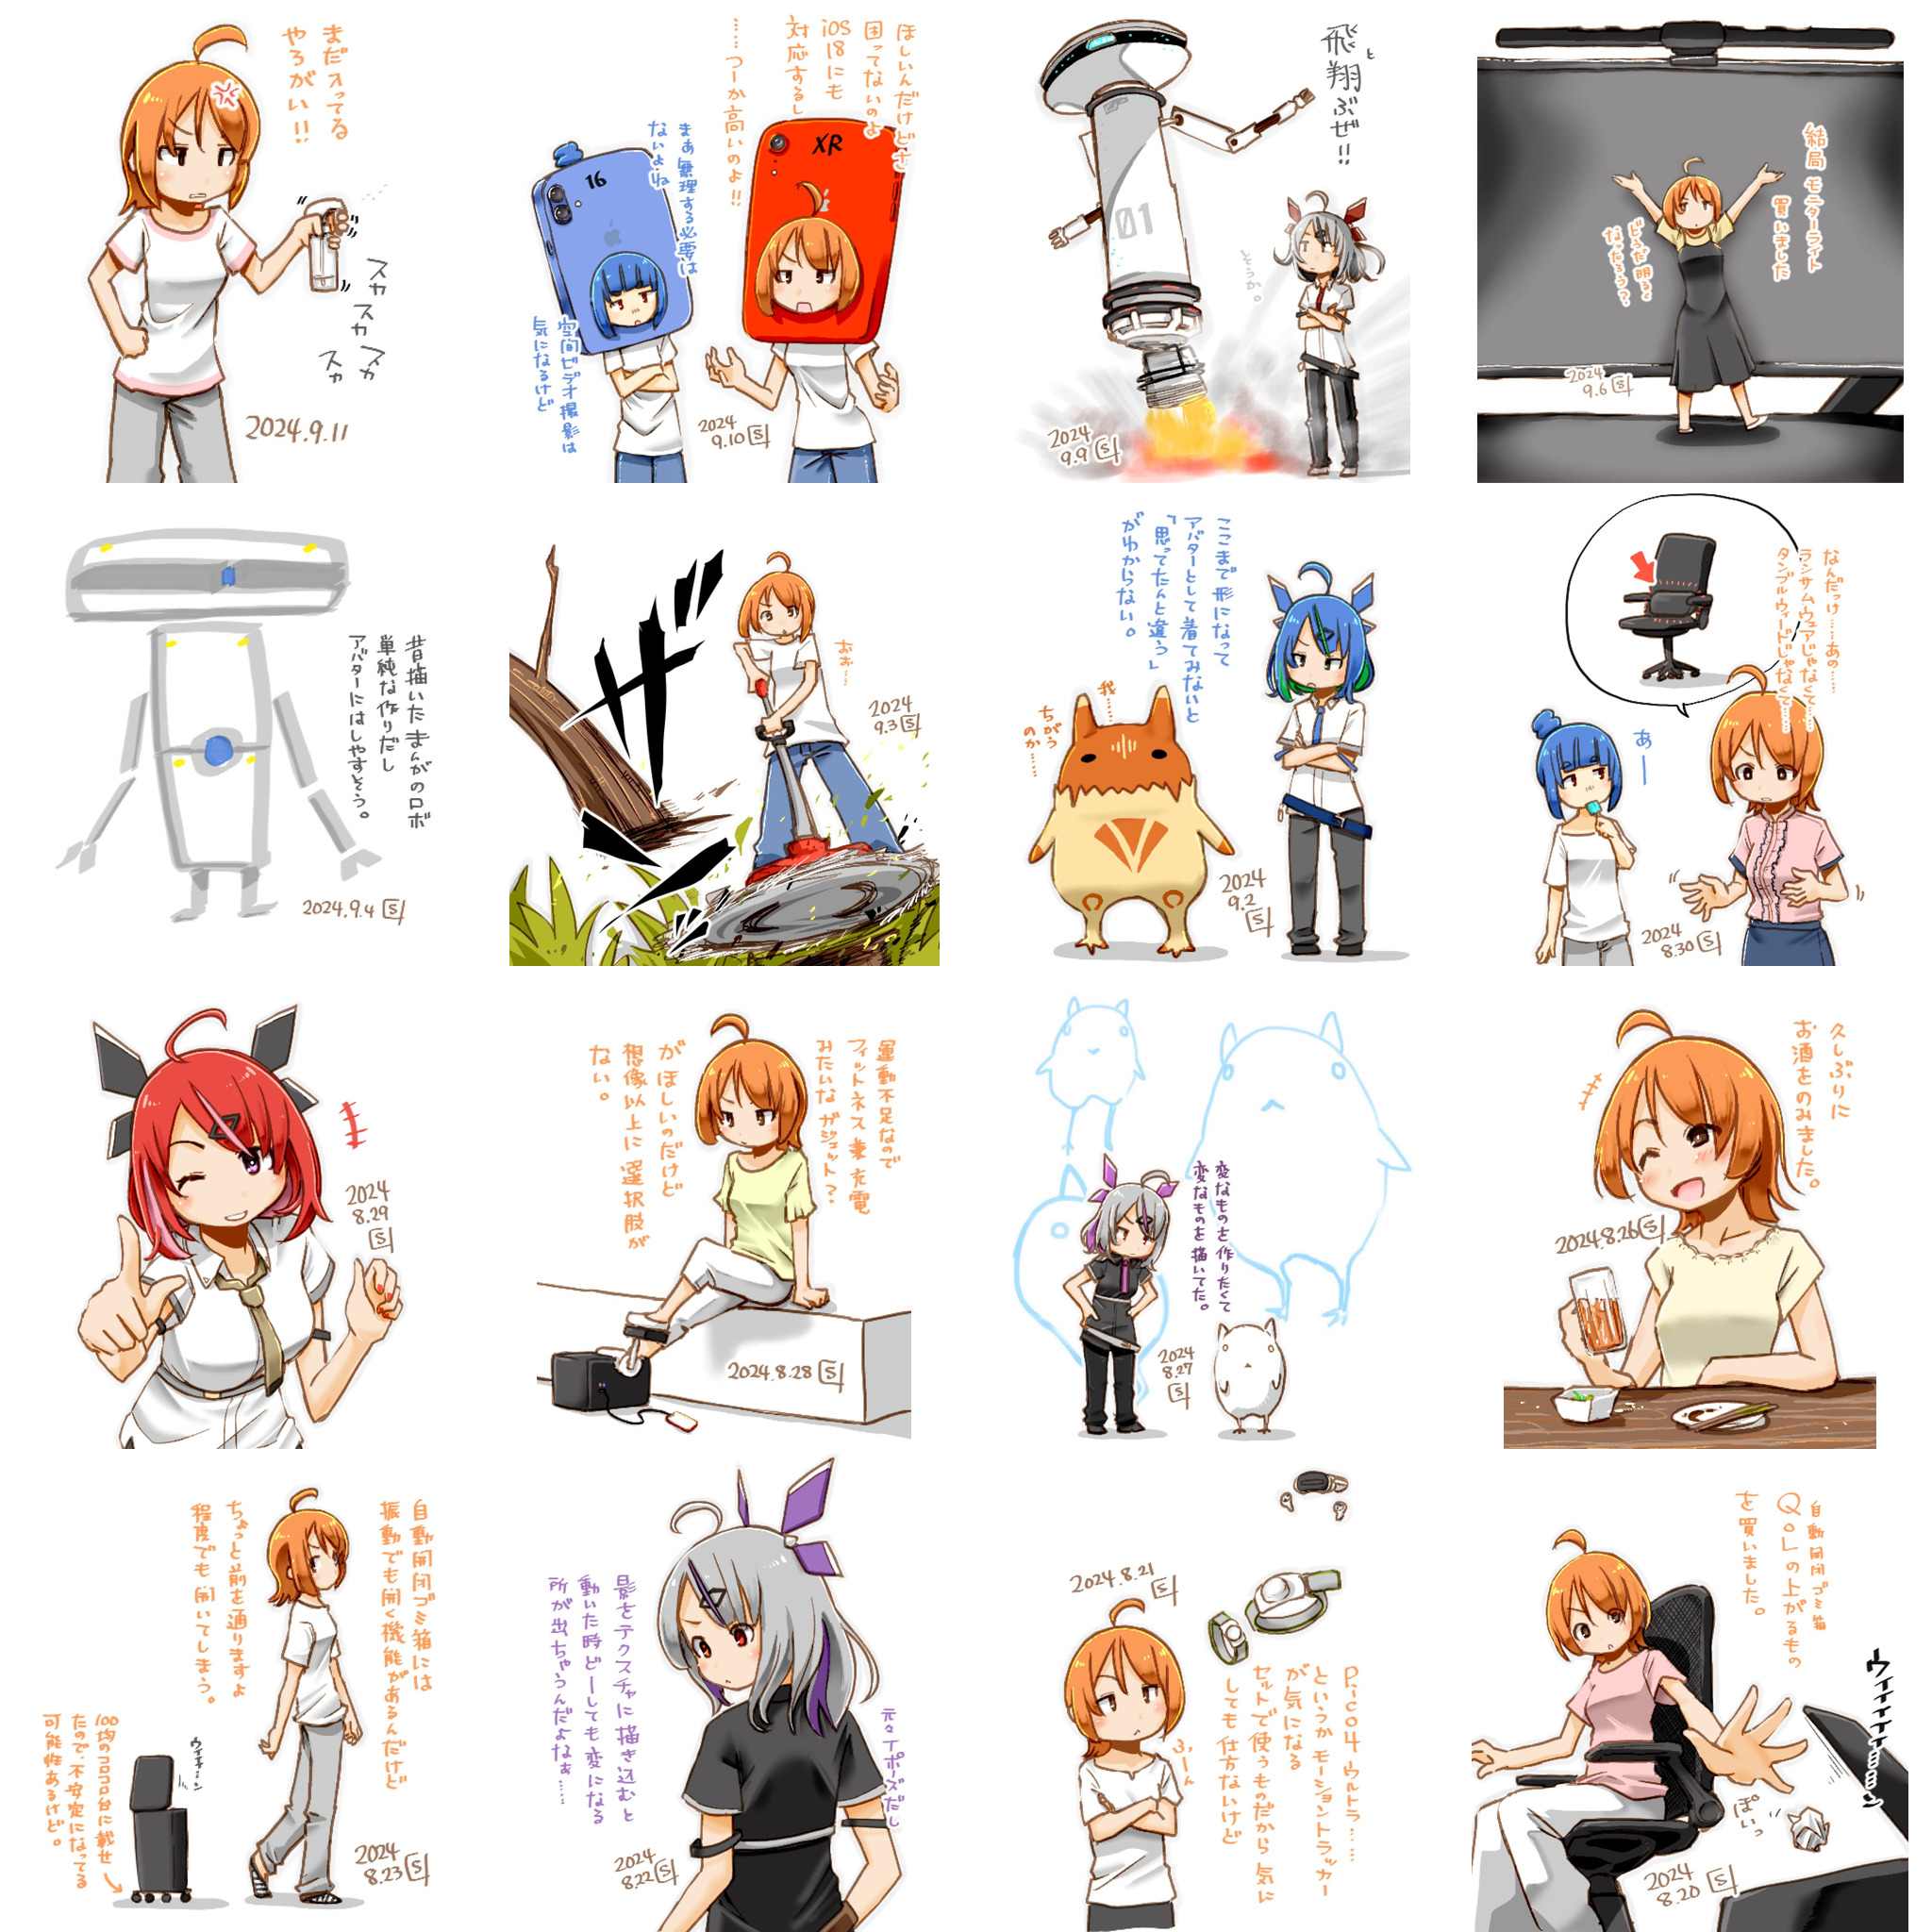 まだ入ってる
やろがい!!
スカ
スカ
スカ
スカ
2024.9.11
ほしいんだけどさ
困ってないのよ
iOS
18にも
対応するし
……つーか高いのよ!!
XR
16
まぁ無理する必要は
ないよね
空間ビデオ撮影は
気になるけど
2024
9.10
飛翔ぶぜ!!
とぶ
そうか。
01
2024
9.9
結局モニターライト
買いました
どうだ明るく
なったろう?
2024
9.6
昔描いたまんがのロボ
単純な作りだし
アバターにはしやすそう。
2024.9.4
ザ
おぉ…
2024
9.3
ここまで形になって
アバターとして着てみないと
「思ってたんと違う」
がわからない。
我……
ちがう
のか……
2024
9.2
なんだっけ……あの……
ランサムウェアじゃなくて……
タンブルウィードじゃなくて……
あー
2024
8.30
2024
8.29
運動不足なので
フィットネス兼充電
みたいなガジェット?
がほしいのだけど
想像以上に選択肢が
ない。
2024.8.28
変なものを作りたくて
変なものを描いてた。
2024
8.27
久しぶりに
お酒をのみました。
2024.8.26
自動開閉ゴミ箱には
振動でも開く機能があるんだけど
ちょっと前を通りますよ
程度でも開いてしまう。
ウィィーン
100均のコロコロ台に載せ
たので、不安定になってる
可能性あるけど。
2024
8.23
影をテクスチャに描き込むと
動いた時どーしても変になる
所が出ちゃうんだよなぁ……
元々Tポーズだし
2024
8.22
2024.8.21
Pico4ウルトラ……
というかモーショントラッカー
が気になる
セットで使うものだから気に
しても仕方ないけど
ふーん
自動開閉ゴミ箱
QoLの上がるもの
を買いました。
ウィィィィ……ン
ぽいっ
2024
8.20